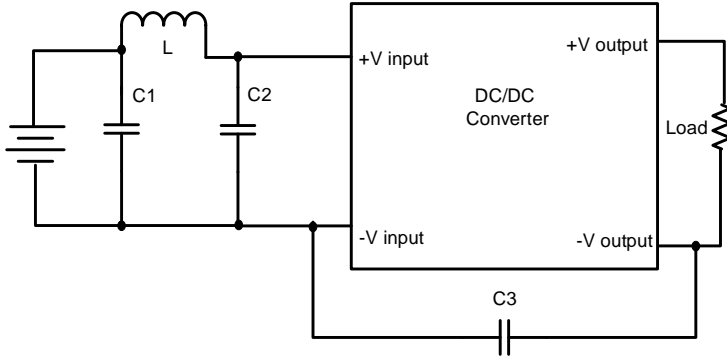 L
C1
C2
C3
+V input
-V input
DC/DC
Converter
+V output
-V output
Load